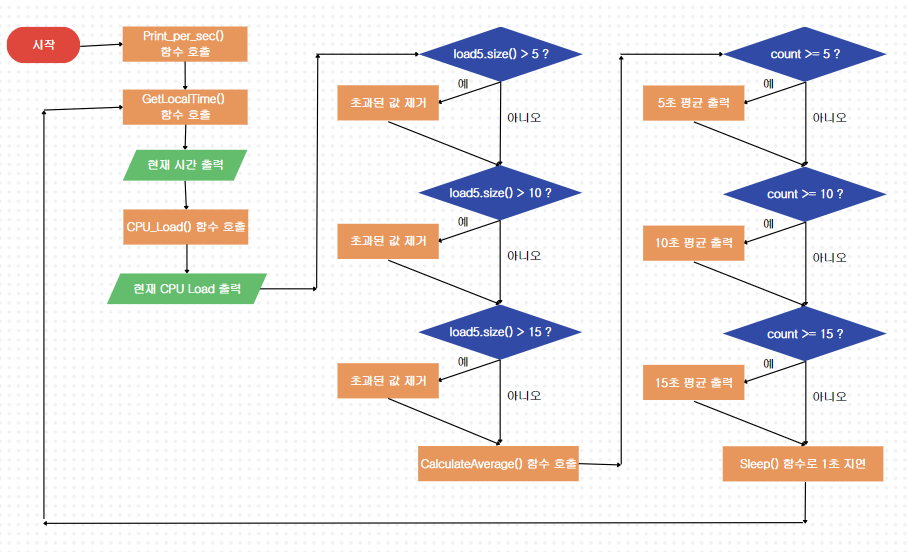 시작
Print_per_sec()
함수 호출
GetLocalTime()
함수 호출
현재 시간 출력
CPU_Load() 함수 호출
현재 CPU Load 출력
load5.size() > 5 ?
예
초과된 값 제거
아니오
load5.size() > 10 ?
예
초과된 값 제거
아니오
load5.size() > 15 ?
예
초과된 값 제거
아니오
CalculateAverage() 함수 호출
count >= 5 ?
예
5초 평균 출력
아니오
count >= 10 ?
예
10초 평균 출력
아니오
count >= 15 ?
예
15초 평균 출력
아니오
Sleep() 함수로 1초 지연